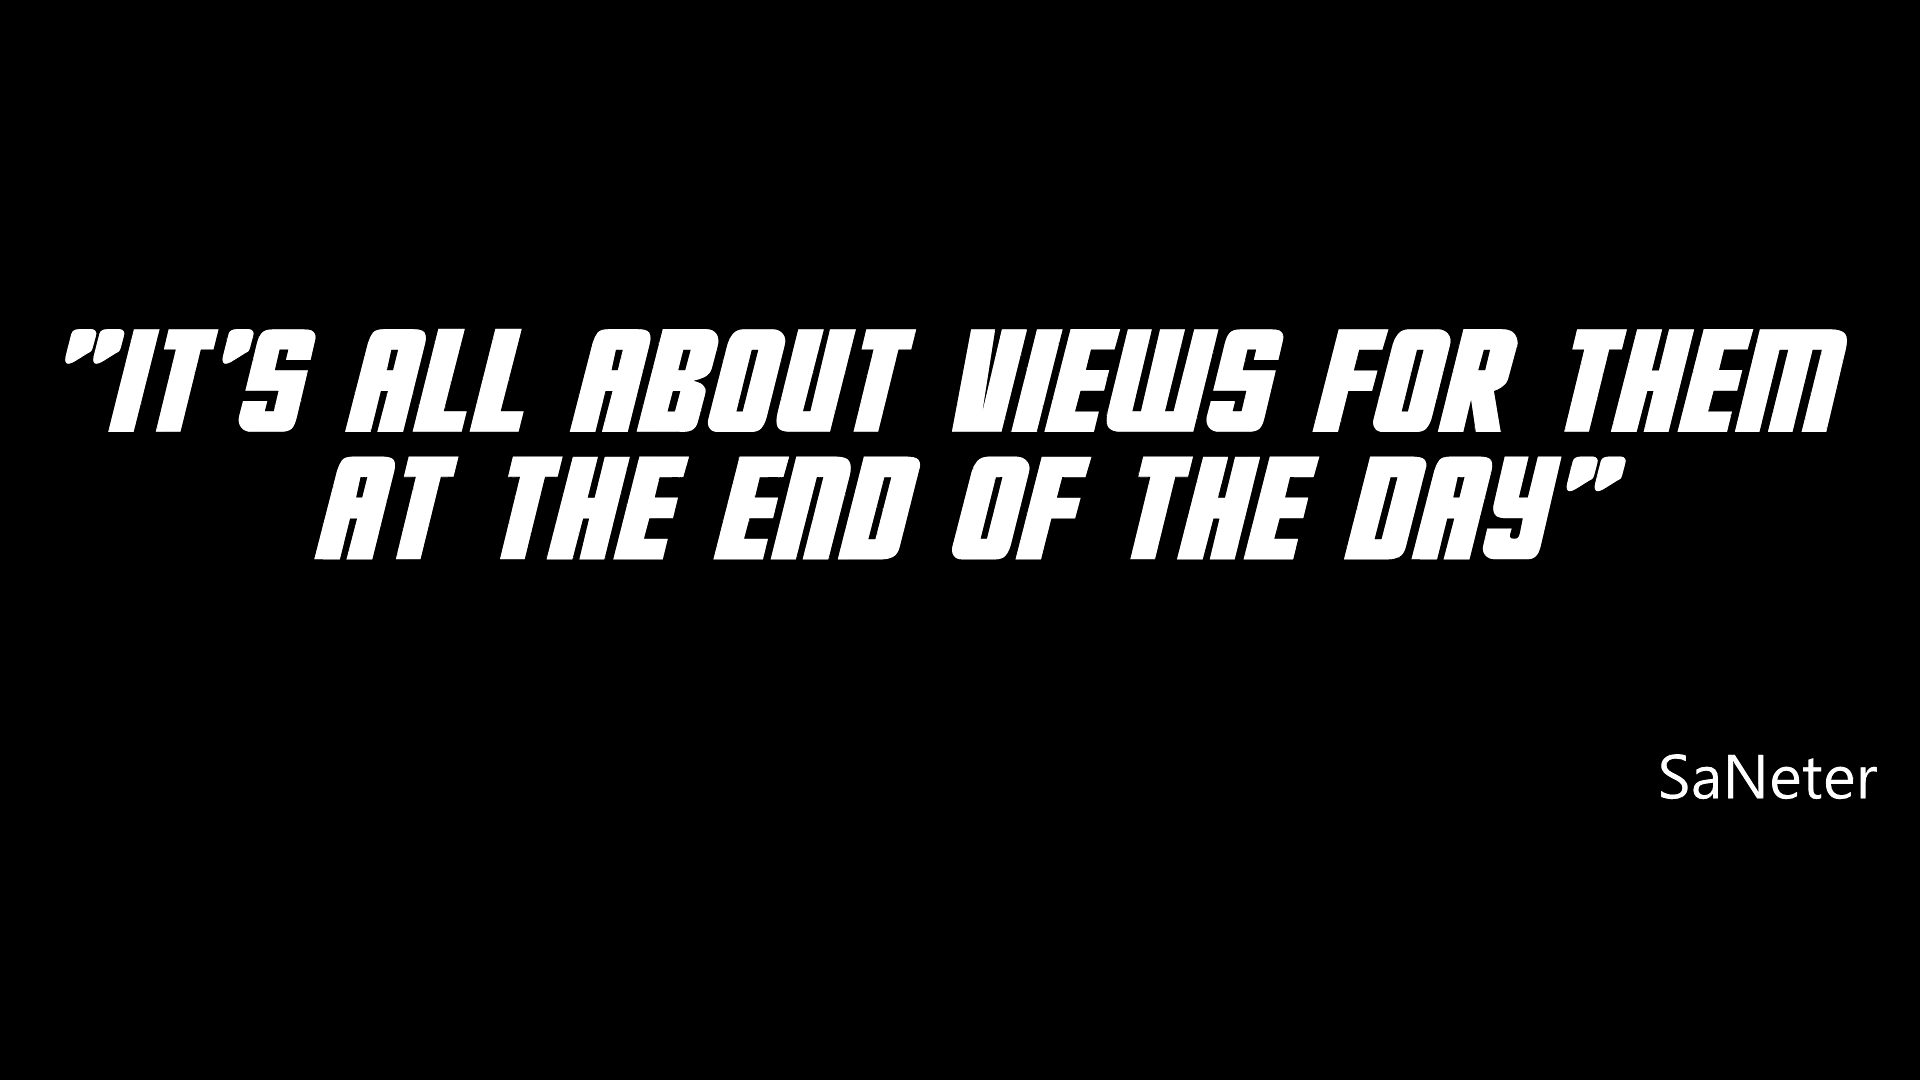 "IT'S ALL ABOUT VIEWS FOR THEM
AT THE END OF THE DAY"
SaNeter